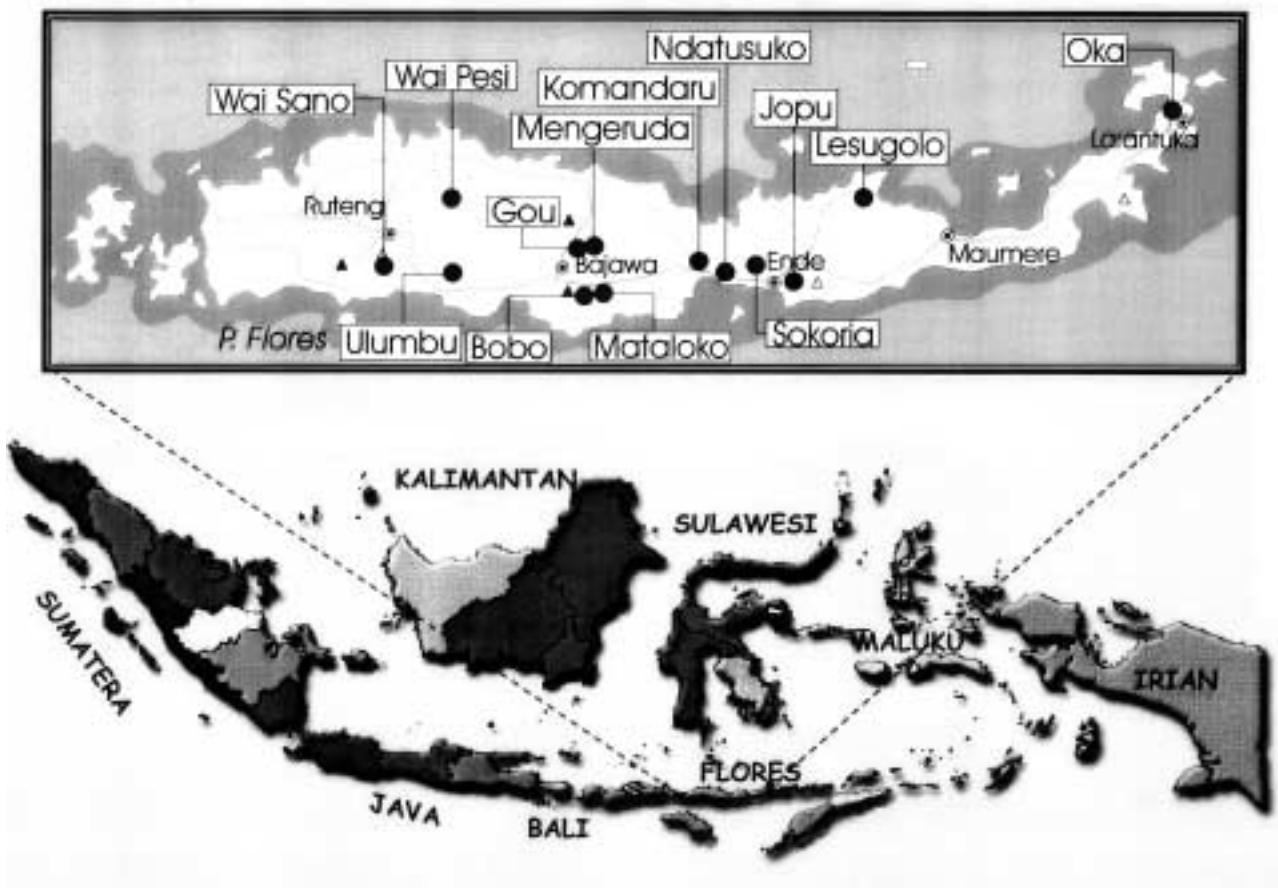 Ndatusuko
Oka
Wai Pesi
Komandaru
Wai Sano
Mengeruda
Jopu
Lesugolo
Larantuka
Ruteng
Gou
Bajawa
Ende
Maumere
P. Flores
Ulumbu
Bobo
Mataloko
Sokoria
KALIMANTAN
SULAWESI
SUMATERA
MALUKU
IRIAN
FLORES
JAVA
BALI